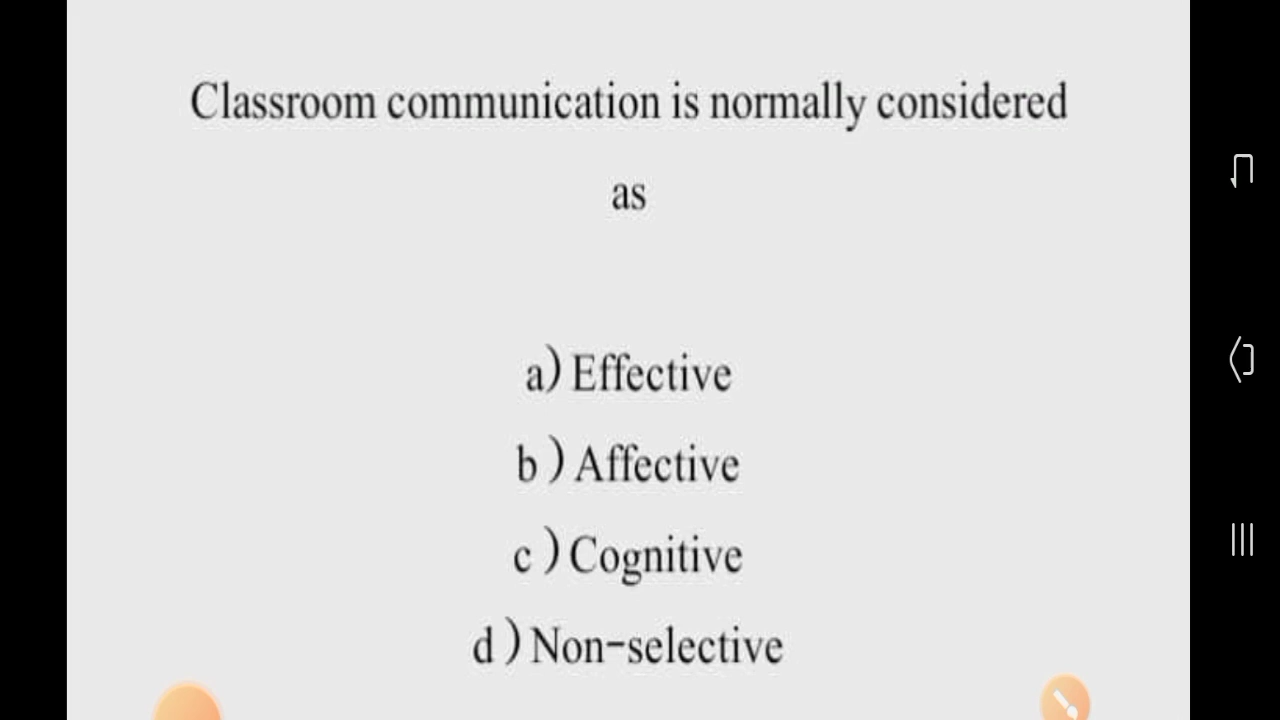 Classroom communication is normally considered
as
a) Effective
b ) Affective
c ) Cognitive
d ) Non-selective